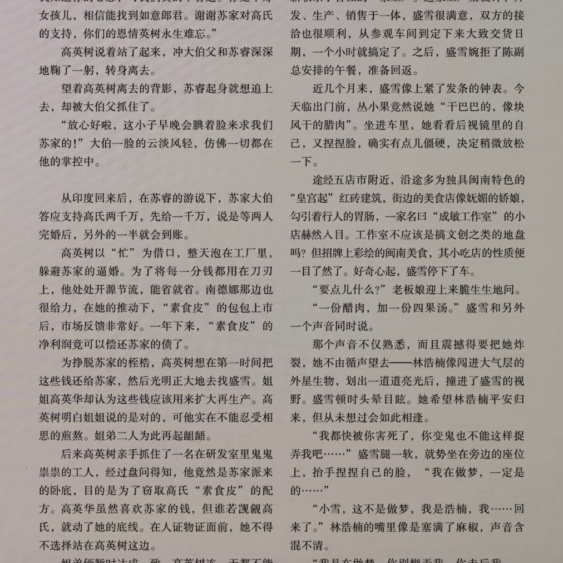 女孩儿，相信能找到如意郎君。谢谢苏家对高氏
的支持，你们的恩情英树永生难忘。”
高英树说着站了起来，冲大伯父和苏睿深深
地鞠了一躬，转身离去。
望着高英树离去的背影，苏睿起身就想追上
去，却被大伯父抓住了。
“放心好啦，这小子早晚会腆着脸来求我们
苏家的！”大伯一脸的云淡风轻，仿佛一切都在
他的掌控中。
从印度回来后，在苏睿的游说下，苏家大伯
答应支持高氏两千万，先给一千万，说是等两人
完婚后，另外的一半就会到账。
高英树以“忙”为借口，整天泡在工厂里，
躲避苏家的逼婚。为了将每一分钱都用在刀刃
上，他处处开源节流，能省就省。南德娜那边也
很给力，在她的推动下，“素食皮”的包包上市
后，市场反馈非常好。一年下来，“素食皮”的
净利润竟可以偿还苏家的债了。
为挣脱苏家的桎梏，高英树想在第一时间把
这些钱还给苏家，然后光明正大地去找盛雪。姐
姐高英华却认为这些钱应该用来扩大再生产。高
英树明白姐姐说的是对的，可他实在不能忍受相
思的煎熬。姐弟二人为此再起龃龉。
后来高英树亲手抓住了一名在研发室里鬼鬼
祟祟的工人，经过盘问得知，他竟然是苏家派来
的卧底，目的是为了窃取高氏“素食皮”的配
方。高英华虽然喜欢苏家的钱，但谁若觊觎高
氏，就动了她的底线。在人证物证面前，她不得
不选择站在高英树这边。
发、生产、销售于一体，盛雪很满意，双方的接
洽也很顺利，从参观车间到定下来大致交货日
期，一个小时就搞定了。之后，盛雪婉拒了陈副
总安排的午餐，准备回返。
近几个月来，盛雪像上紧了发条的钟表。今
天临出门前，丛小果竟然说她“干巴巴的，像块
风干的腊肉”。坐进车里，她看看后视镜里的自
己，又捏捏脸，确实有点儿僵硬，决定稍微放松
一下。
途经五店市附近，沿途多为独具闽南特色的
“皇宫起”红砖建筑，街边的美食店像妩媚的娇娘，
勾引着行人的胃肠，一家名曰“成敏工作室”的小
店赫然入目。工作室不应该是搞文创之类的地盘
吗？但招牌上彩绘的闽南美食，其小吃店的性质便
一目了然了。好奇心起，盛雪停下了车。
“要点儿什么？”老板娘迎上来脆生生地问。
“一份醋肉，加一份四果汤。”盛雪和另外
一个声音同时说。
那个声音不仅熟悉，而且震撼得要把她炸
裂，她不由循声望去——林浩楠像闯进大气层的
外星生物，划出一道道亮光后，撞进了盛雪的视
野。盛雪顿时头晕目眩。她希望林浩楠平安归
来，但从未想过会如此相逢。
“我都快被你害死了，你变鬼也不能这样捉
弄我吧……”盛雪腿一软，就势坐在旁边的座位
上，抬手捏捏自己的脸，“我在做梦，一定是
的……”
“小雪，这不是做梦，我是浩楠，我……回
来了。”林浩楠的嘴里像是塞满了麻椒，声音含
混不清。